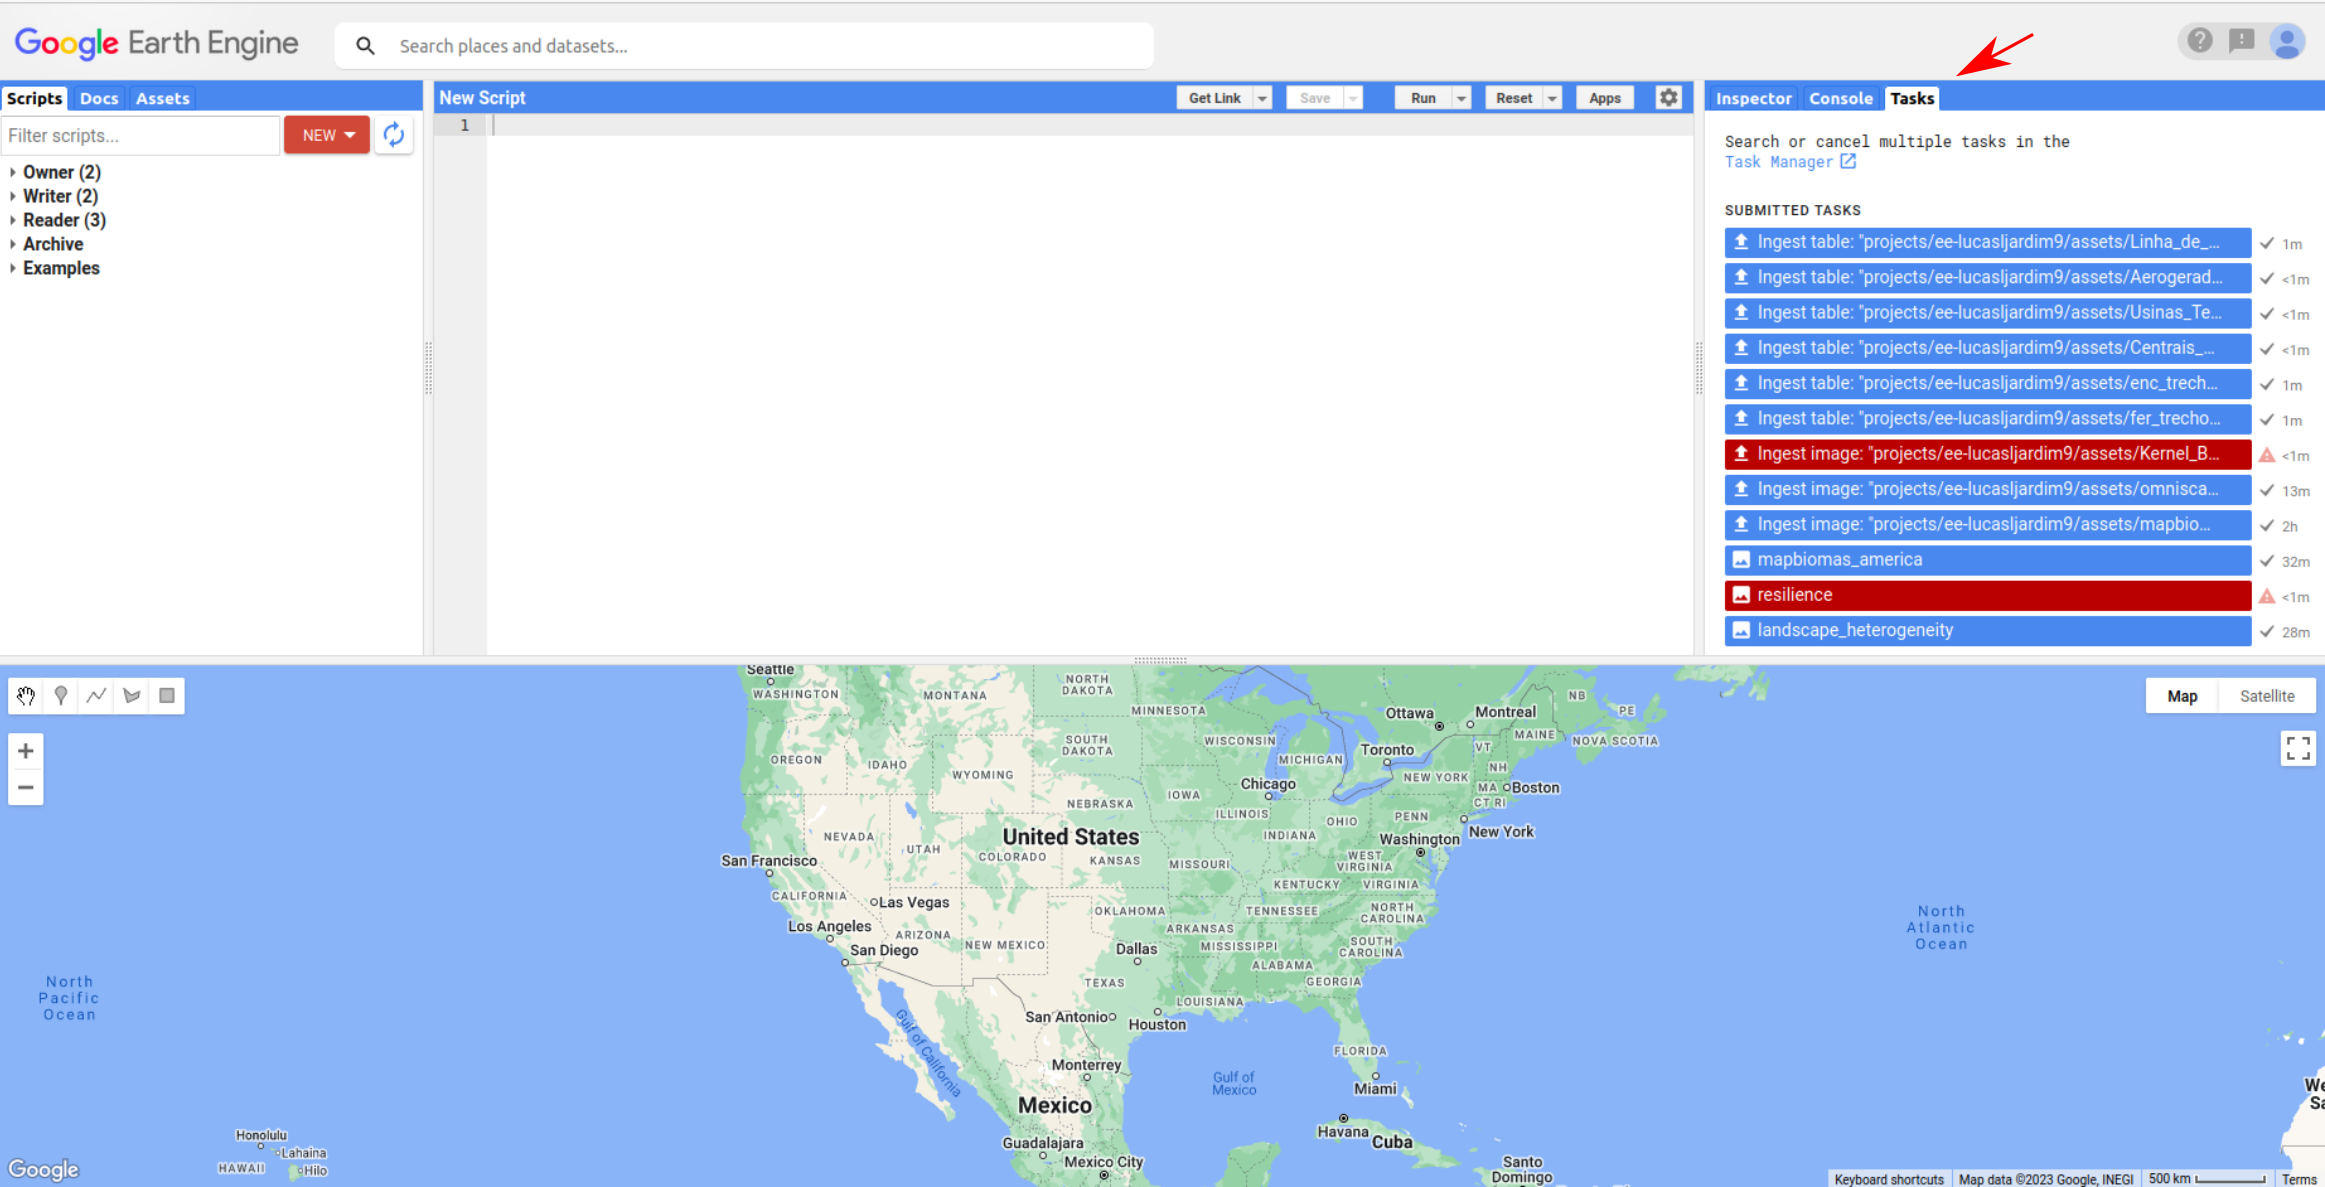 Google Earth Engine
Search places and datasets...
Scripts Docs Assets
Filter scripts...
NEW
Owner (2)
Writer (2)
Reader (3)
Archive
Examples
New Script
Get Link
Save
Run
Reset
Apps
1
Inspector Console Tasks
Search or cancel multiple tasks in the
Task Manager
SUBMITTED TASKS
Ingest table: "projects/ee-lucasljardim9/assets/Linha_de_... 1m
Ingest table: "projects/ee-lucasljardim9/assets/Aerogerad... <1m
Ingest table: "projects/ee-lucasljardim9/assets/Usinas_Te... <1m
Ingest table: "projects/ee-lucasljardim9/assets/Centrais_... <1m
Ingest table: "projects/ee-lucasljardim9/assets/enc_trech... 1m
Ingest table: "projects/ee-lucasljardim9/assets/fer_trecho... 1m
Ingest image: "projects/ee-lucasljardim9/assets/Kernel_B... <1m
Ingest image: "projects/ee-lucasljardim9/assets/omnisca... 13m
Ingest image: "projects/ee-lucasljardim9/assets/mapbio... 2h
mapbiomas_america 32m
resilience <1m
landscape_heterogeneity 28m
Map Satellite
Seattle
WASHINGTON
MONTANA
NORTH
DAKOTA
MINNESOTA
Ottawa
Montreal
NB
PE
SOUTH
DAKOTA
WISCONSIN
MICHIGAN
Toronto
VT
MAINE
NOVA SCOTIA
OREGON
IDAHO
WYOMING
NH
NEW YORK
Chicago
MA
Boston
CT RI
NEBRASKA
IOWA
ILLINOIS
INDIANA
OHIO
PENN
New York
NEVADA
UTAH
United States
COLORADO
KANSAS
MISSOURI
Washington
WEST
VIRGINIA
San Francisco
KENTUCKY
VIRGINIA
CALIFORNIA
Las Vegas
OKLAHOMA
TENNESSEE
NORTH
CAROLINA
Los Angeles
ARIZONA
NEW MEXICO
ARKANSAS
MISSISSIPPI
SOUTH
CAROLINA
San Diego
Dallas
ALABAMA
GEORGIA
TEXAS
LOUISIANA
San Antonio
Houston
North
Atlantic
Ocean
North
Pacific
Ocean
Gulf of California
FLORIDA
Monterrey
Gulf of
Mexico
Miami
Mexico
Havana
Cuba
Guadalajara
Mexico City
Santo
Domingo
Honolulu
Lahaina
HAWAII
Hilo
We
Sa
Google
Keyboard shortcuts
Map data ©2023 Google, INEGI
500 km
Terms